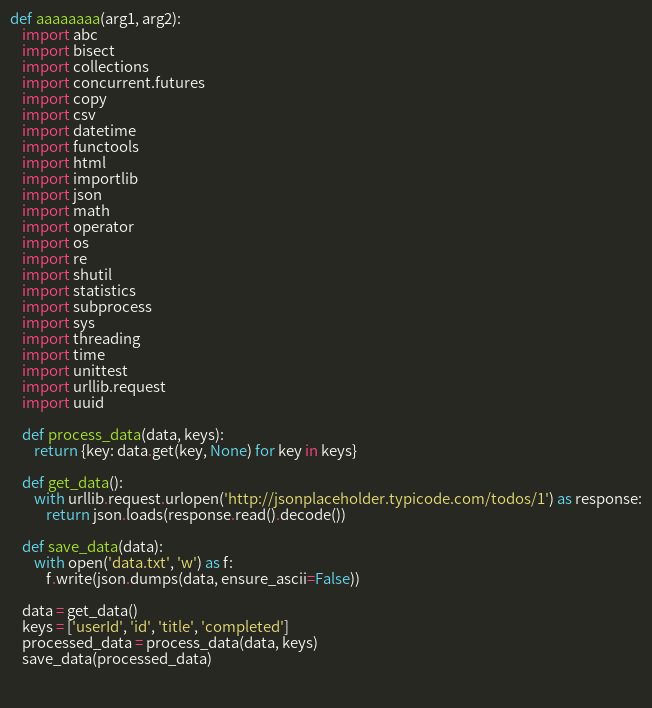 def aaaaaaaa(arg1, arg2):
    import abc
    import bisect
    import collections
    import concurrent.futures
    import copy
    import csv
    import datetime
    import functools
    import html
    import importlib
    import json
    import math
    import operator
    import os
    import re
    import shutil
    import statistics
    import subprocess
    import sys
    import threading
    import time
    import unittest
    import urllib.request
    import uuid

    def process_data(data, keys):
        return {key: data.get(key, None) for key in keys}

    def get_data():
        with urllib.request.urlopen('http://jsonplaceholder.typicode.com/todos/1') as response:
            return json.loads(response.read().decode())

    def save_data(data):
        with open('data.txt', 'w') as f:
            f.write(json.dumps(data, ensure_ascii=False))

    data = get_data()
    keys = ['userId', 'id', 'title', 'completed']
    processed_data = process_data(data, keys)
    save_data(processed_data)